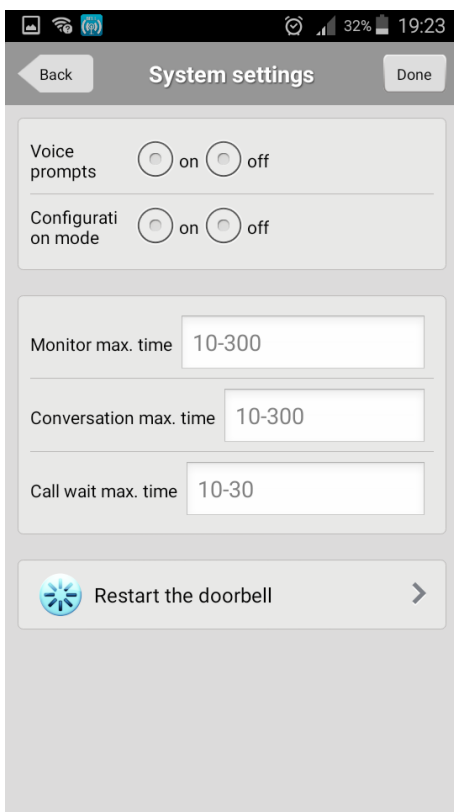 32% 19:23
Back System settings Done
Voice
prompts on off
Configurati
on mode on off
Monitor max. time 10-300
Conversation max. time 10-300
Call wait max. time 10-30
Restart the doorbell